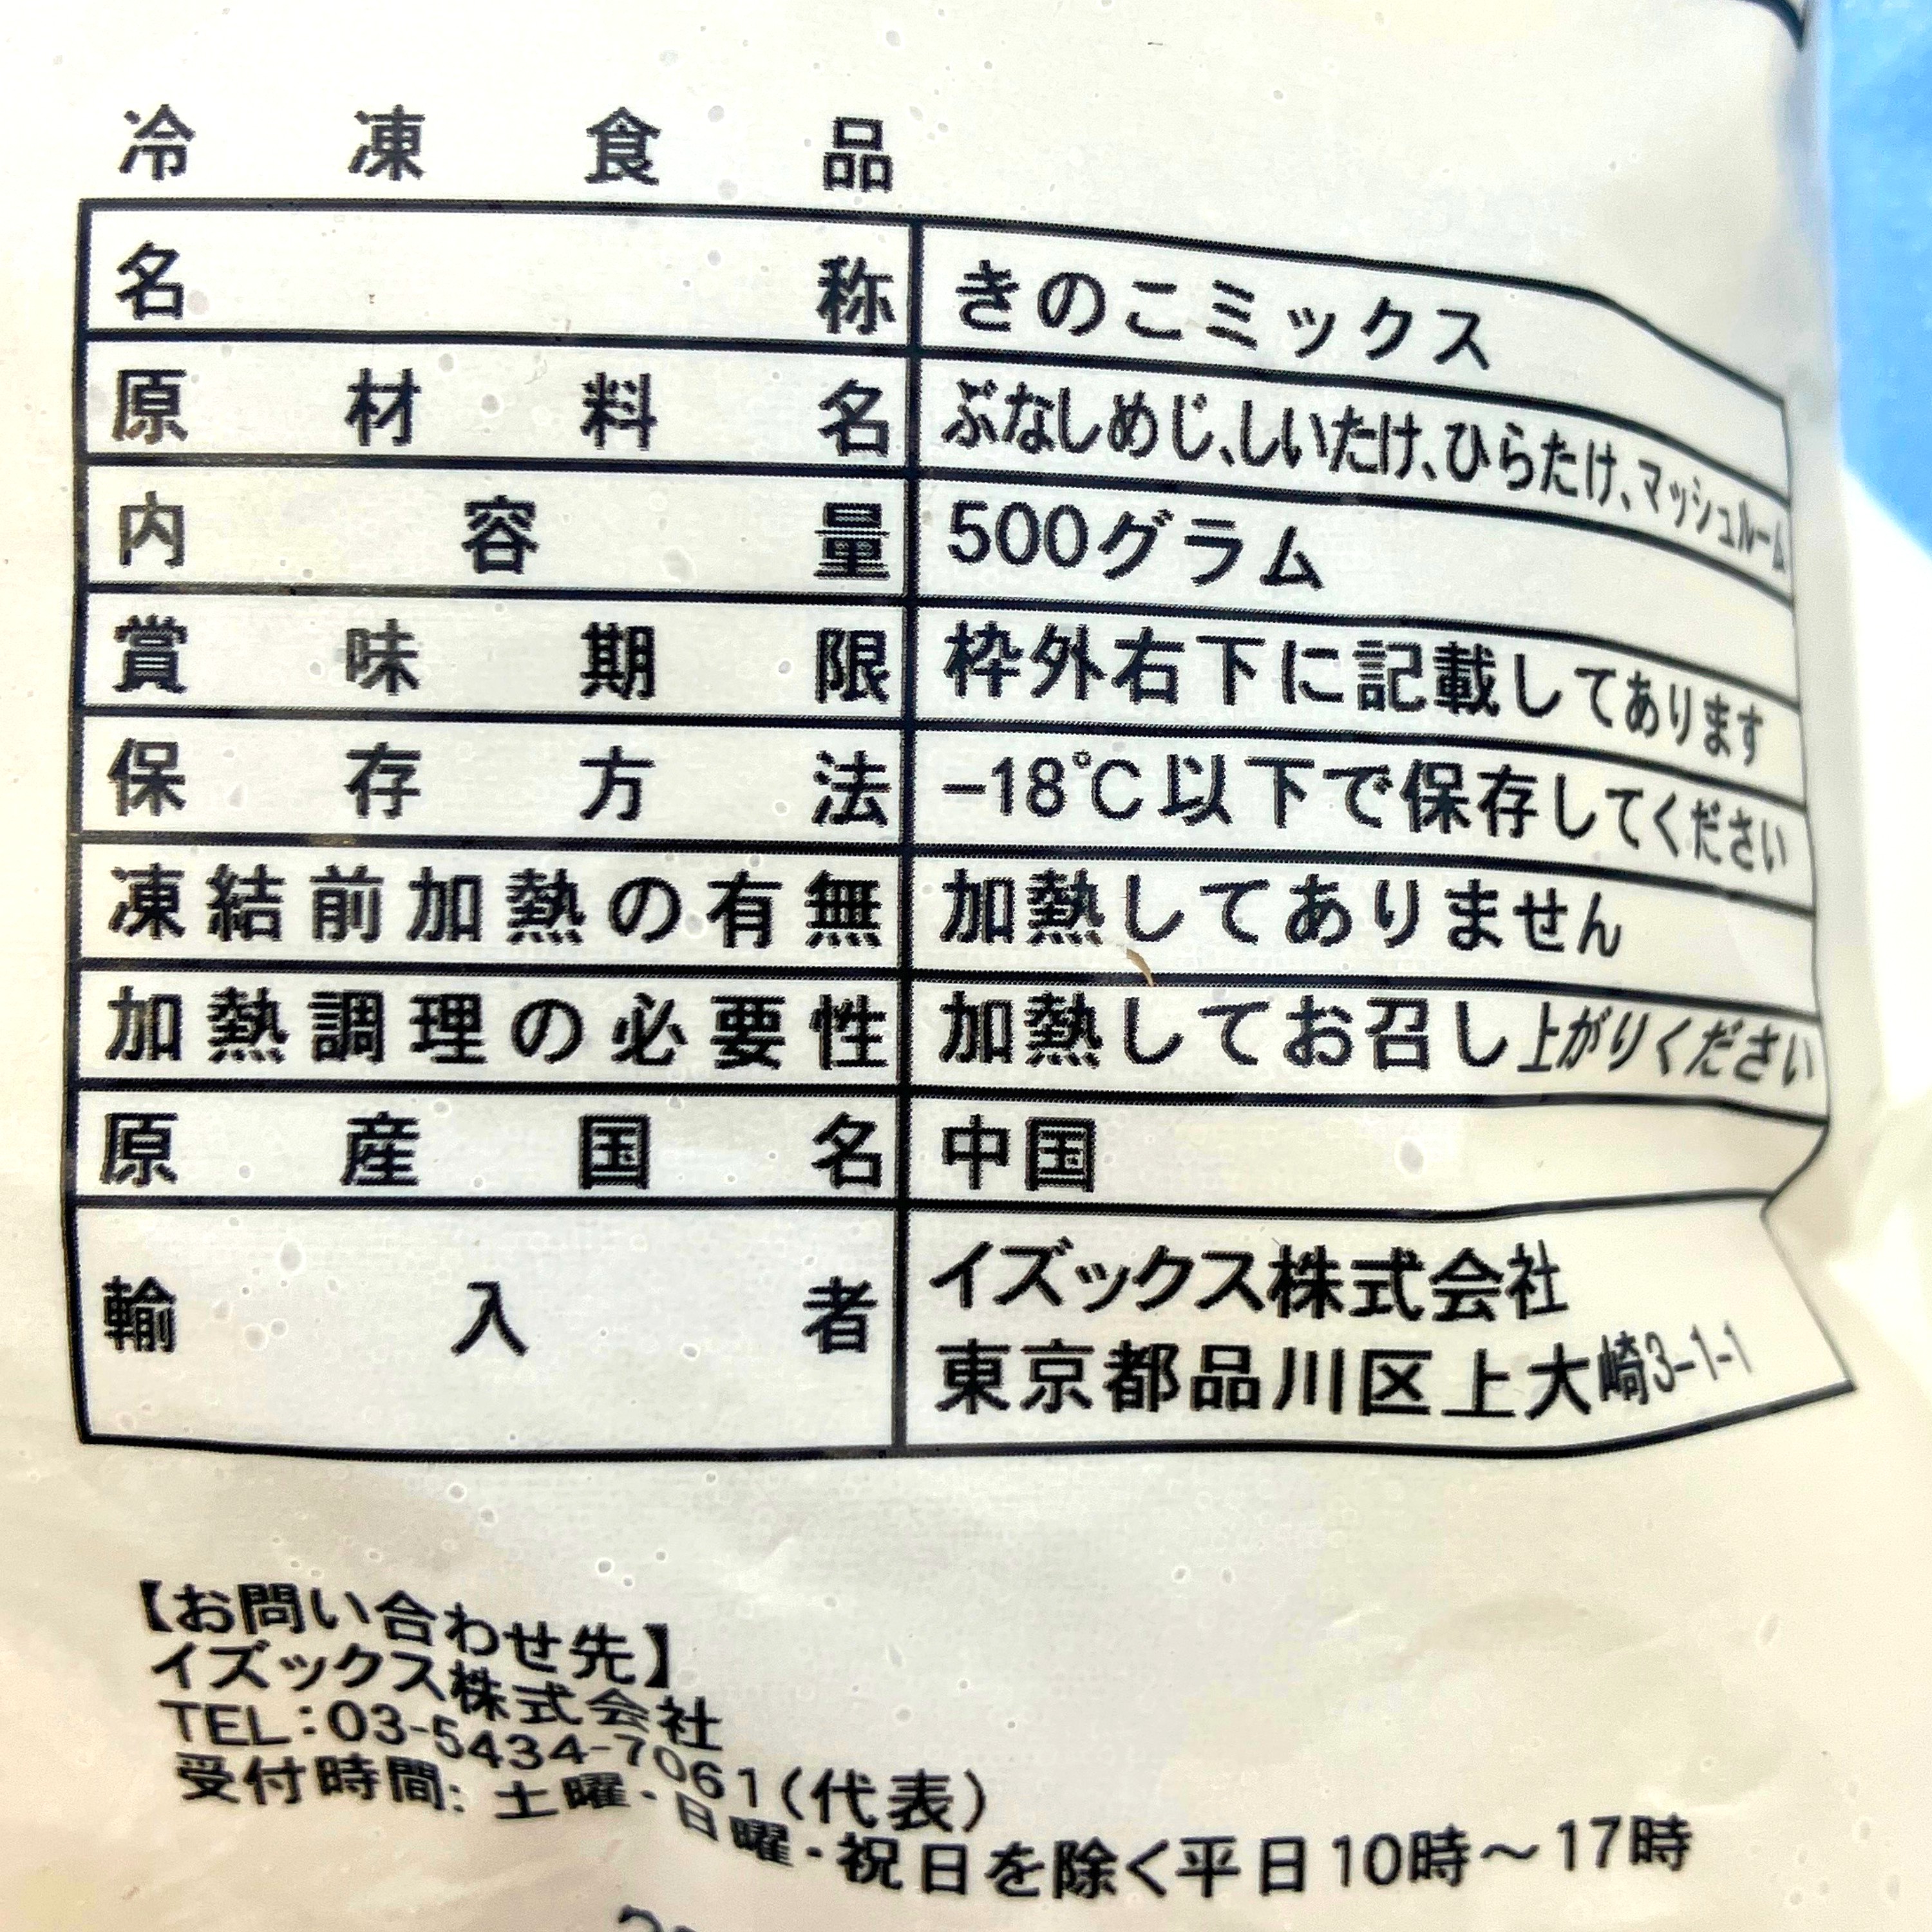 冷凍食品
名称 きのこミックス
原材料名 ぶなしめじ、しいたけ、ひらたけ、マッシュルーム
内容量 500グラム
賞味期限 枠外右下に記載してあります
保存方法 -18℃以下で保存してください
凍結前加熱の有無 加熱してありません
加熱調理の必要性 加熱してお召し上がりください
原産国名 中国
輸入者 イズックス株式会社
東京都品川区上大崎3-1-1
【お問い合わせ先】
イズックス株式会社
TEL:03-5434-7061(代表)
受付時間:土曜・日曜・祝日を除く平日10時～17時